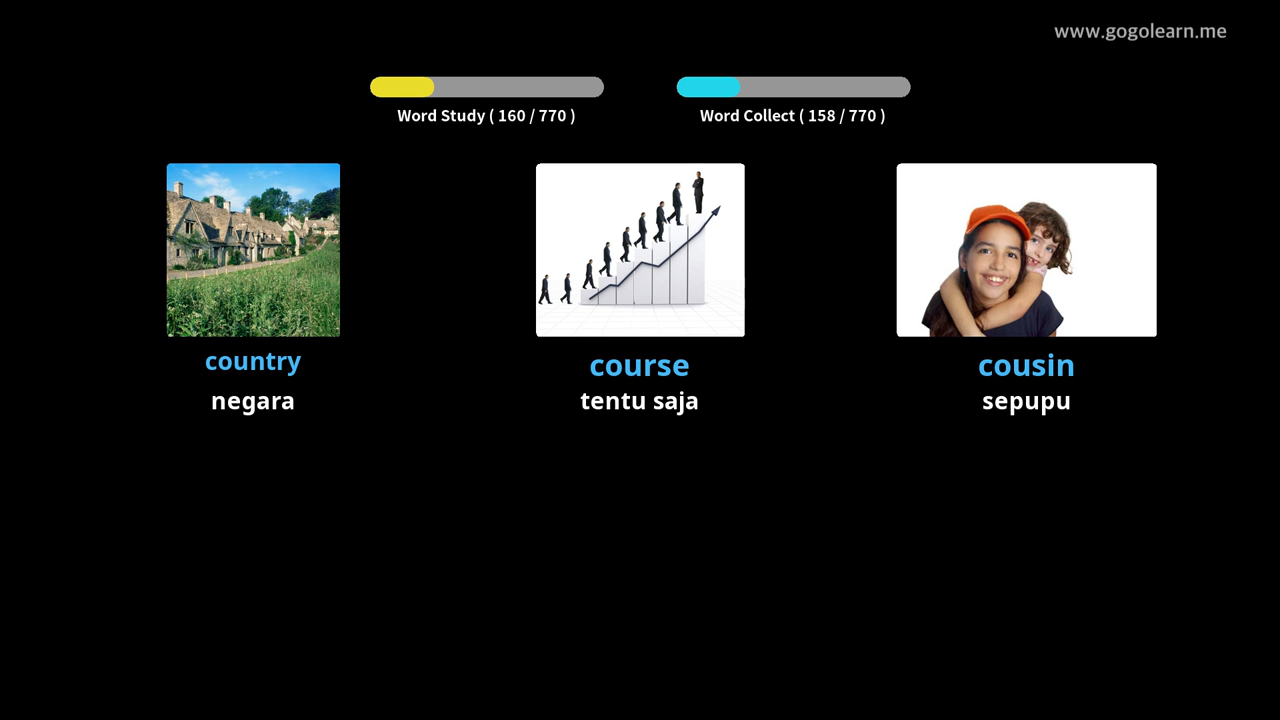 www.gogolearn.me
Word Study ( 160 / 770 )
Word Collect ( 158 / 770 )
country
negara
course
tentu saja
cousin
sepupu